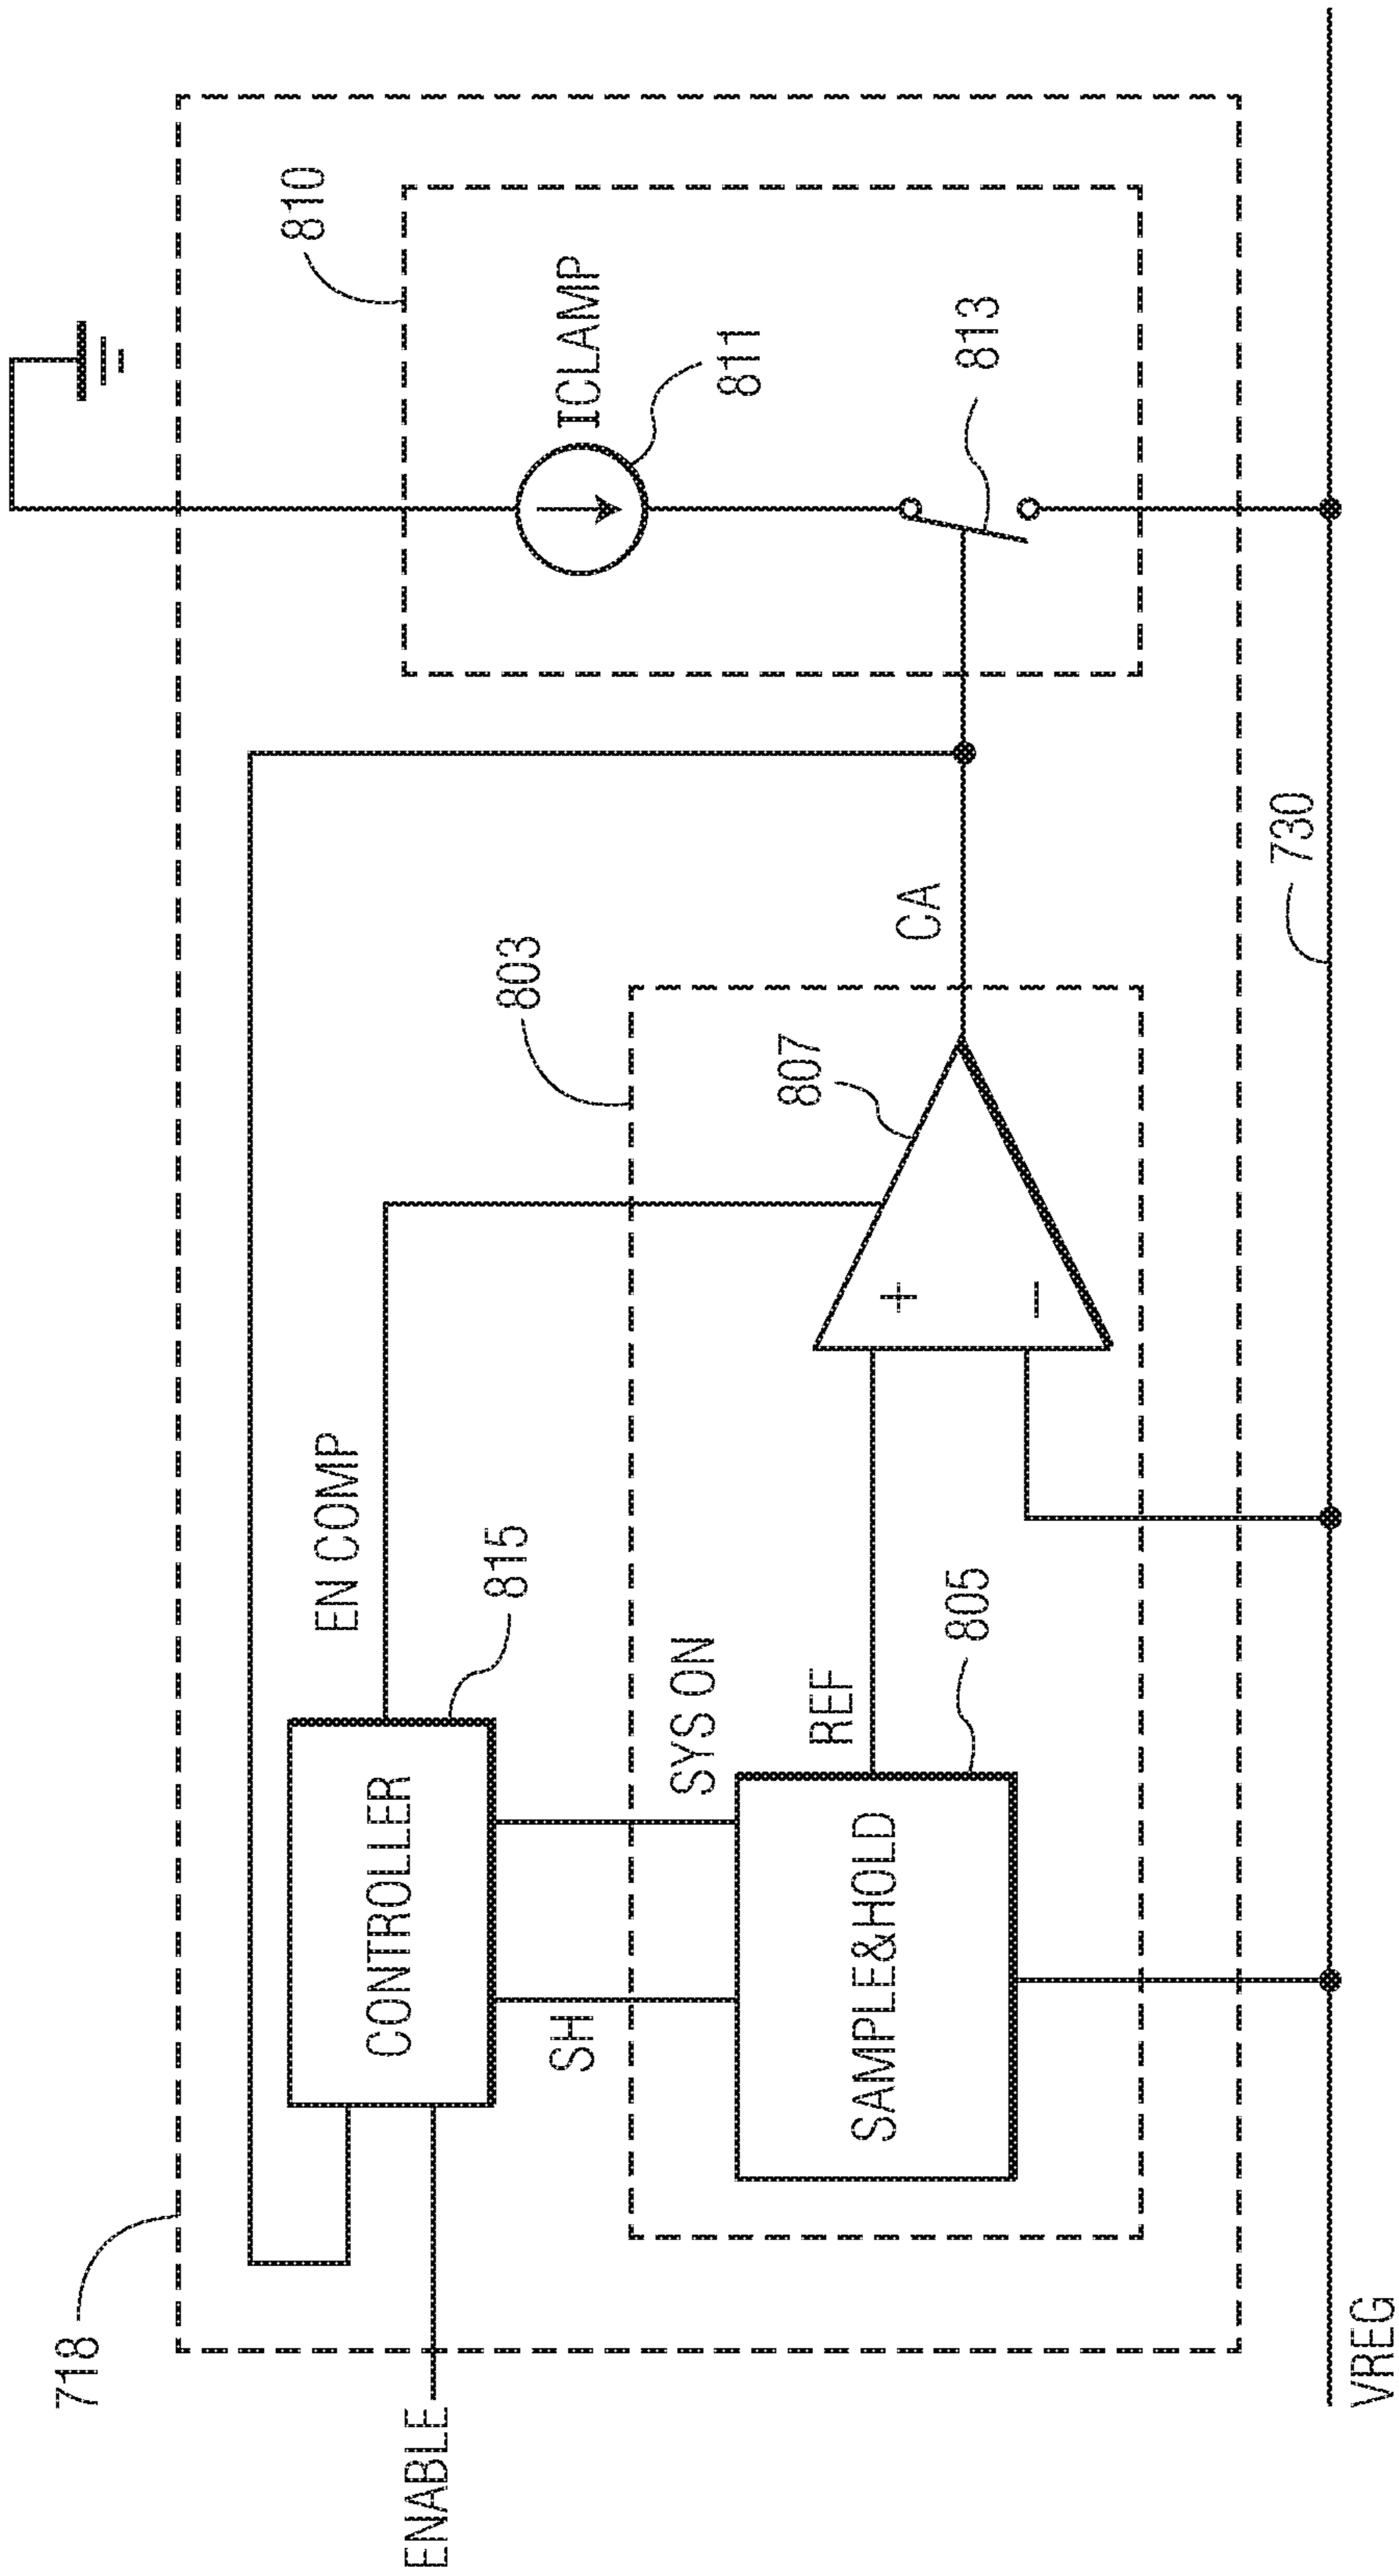 718
810
IICLAMP
811
813
803
CA
807
730
EN COMP
815
CONTROLLER
SYS ON
SH
REF
805
SAMPLE&HOLD
+
−
ENABLE
VREG